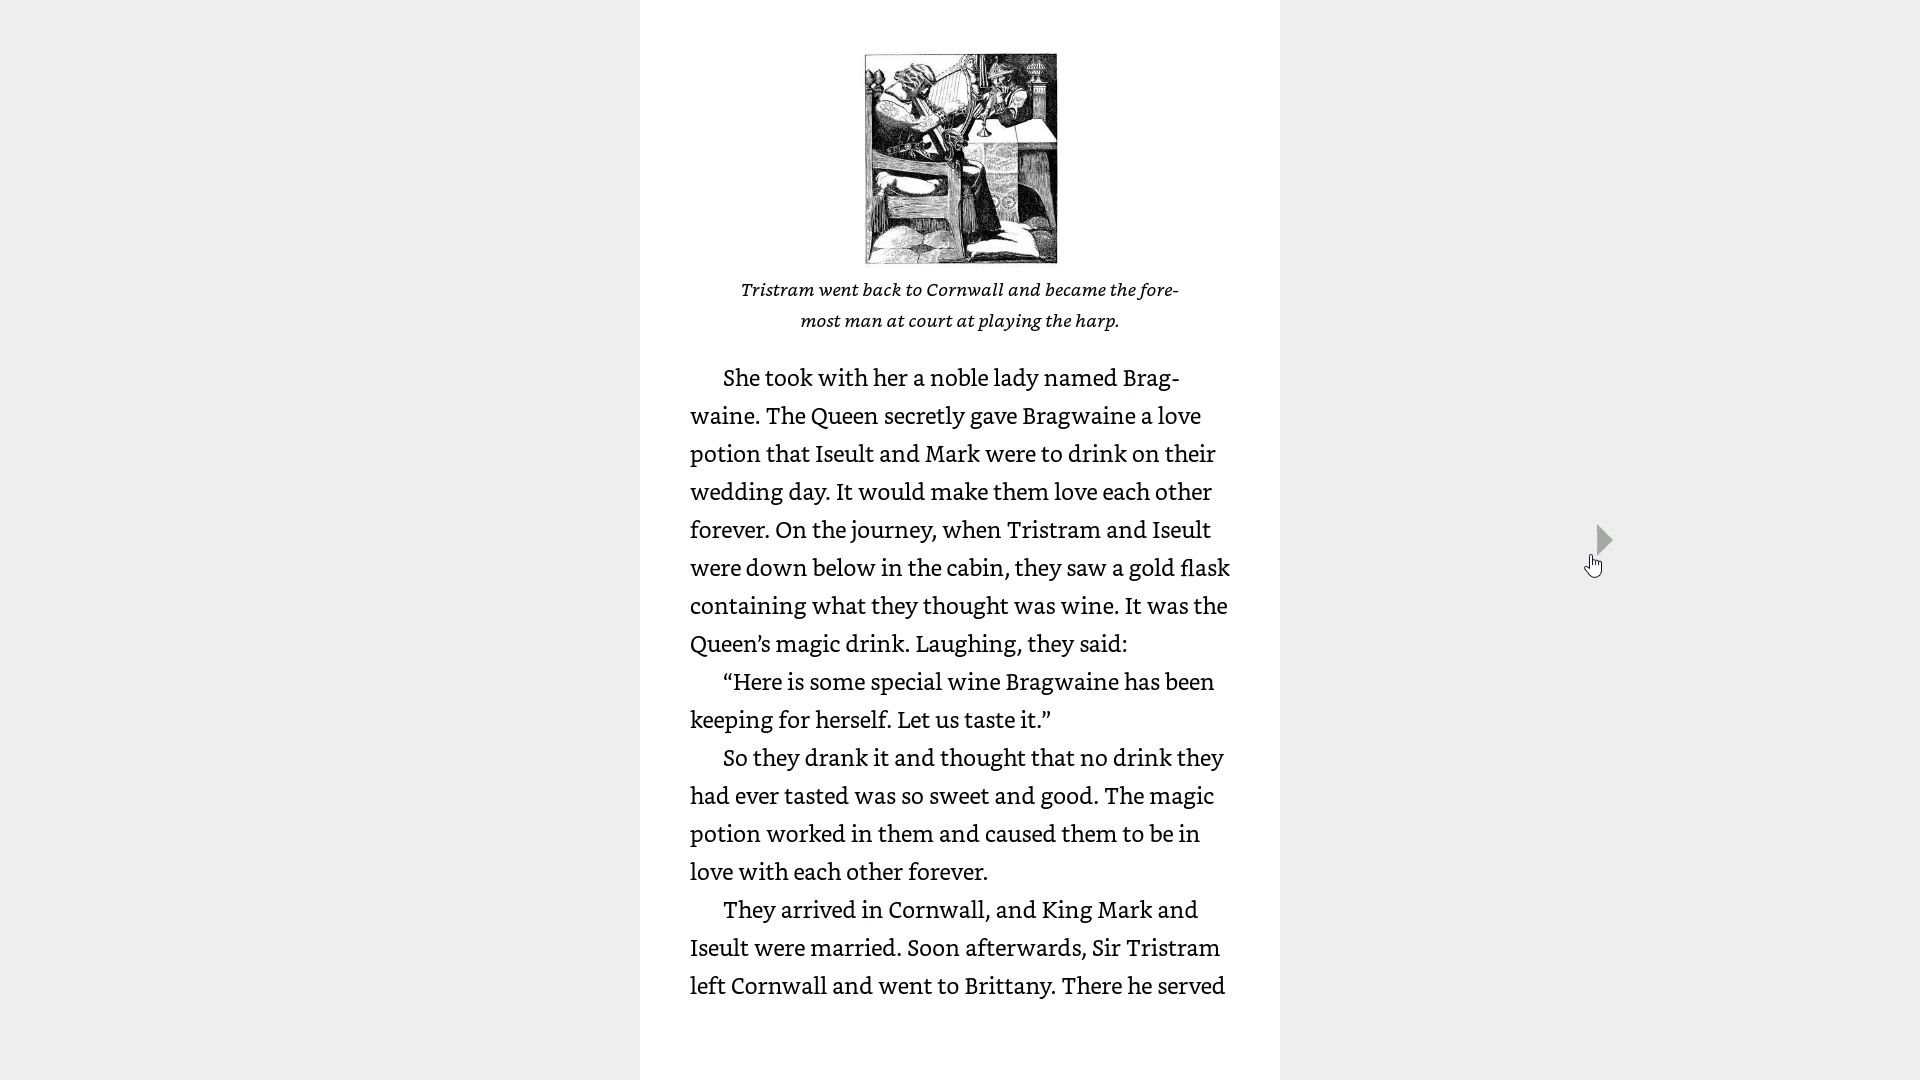 Tristram went back to Cornwall and became the fore-
most man at court at playing the harp.
She took with her a noble lady named Brag-
waine. The Queen secretly gave Bragwaine a love
potion that Iseult and Mark were to drink on their
wedding day. It would make them love each other
forever. On the journey, when Tristram and Iseult
were down below in the cabin, they saw a gold flask
containing what they thought was wine. It was the
Queen’s magic drink. Laughing, they said:
“Here is some special wine Bragwaine has been
keeping for herself. Let us taste it.”
So they drank it and thought that no drink they
had ever tasted was so sweet and good. The magic
potion worked in them and caused them to be in
love with each other forever.
They arrived in Cornwall, and King Mark and
Iseult were married. Soon afterwards, Sir Tristram
left Cornwall and went to Brittany. There he served